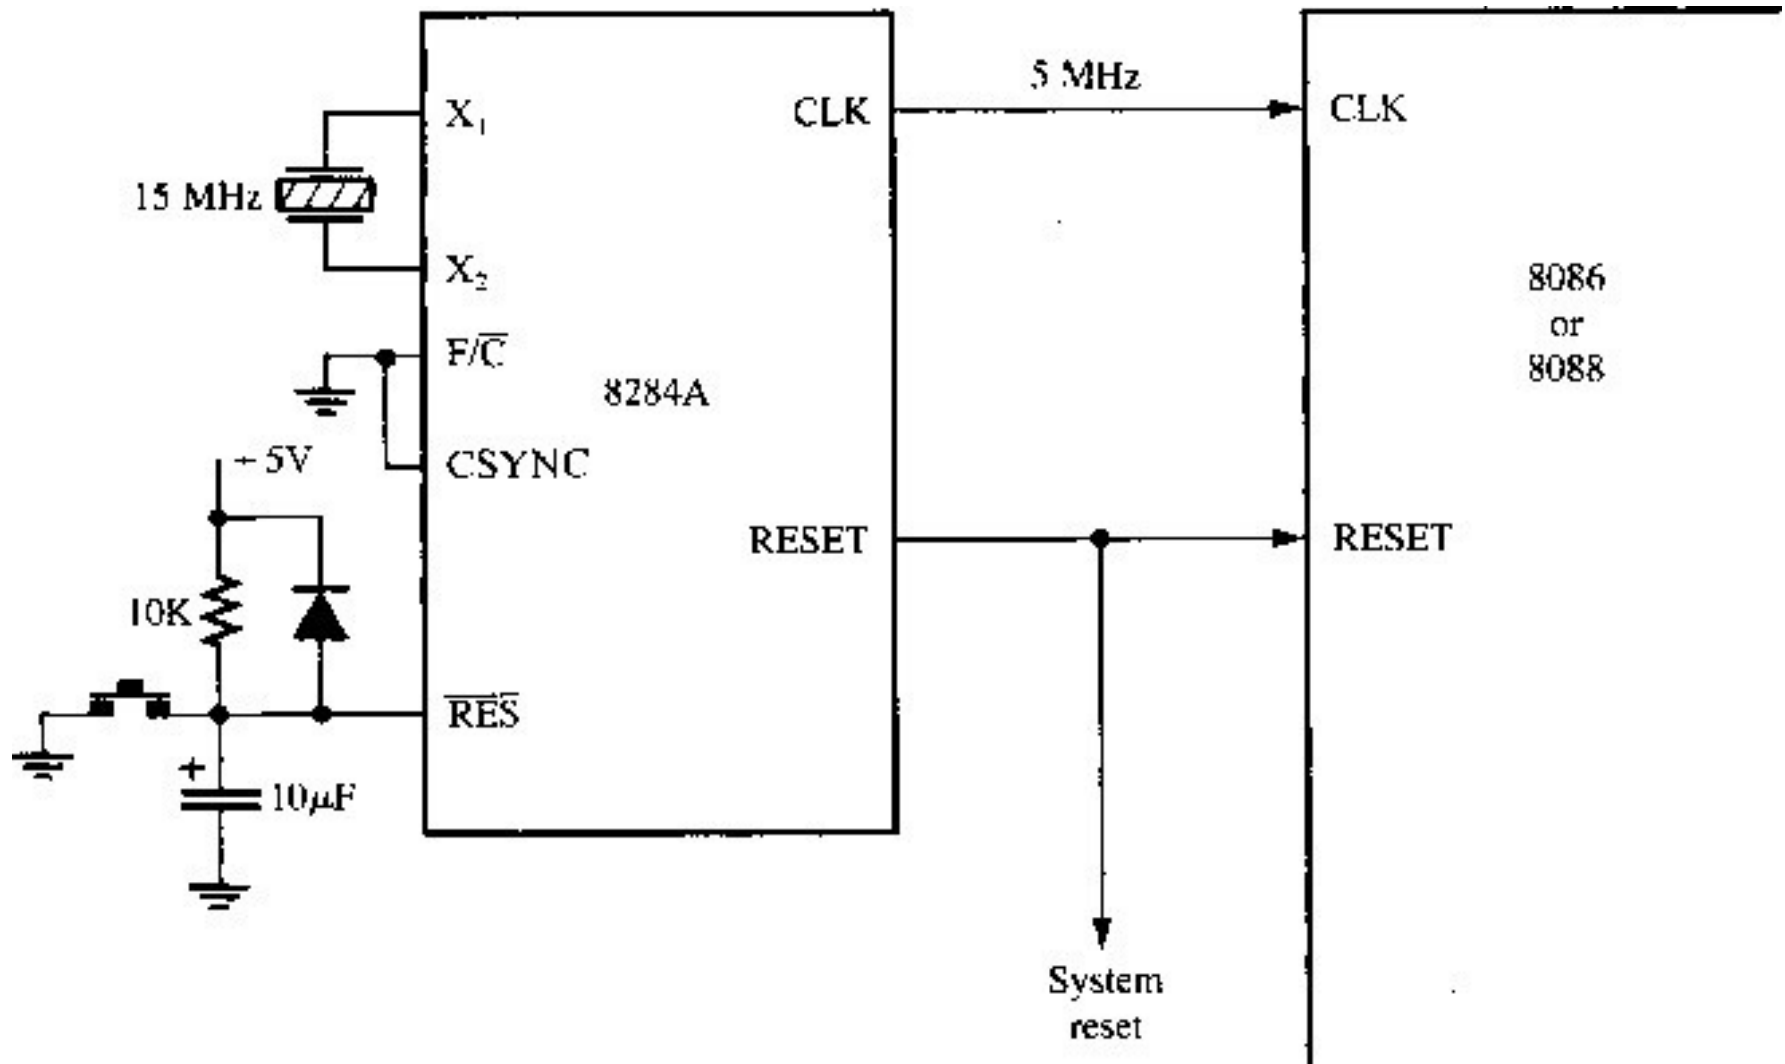 5 MHz
X₁
CLK
CLK
15 MHz
X₂
8086
or
8088
F/C̅
8284A
+5V
CSYNC
RESET
RESET
10K
R̅E̅S̅
+
10μF
System
reset